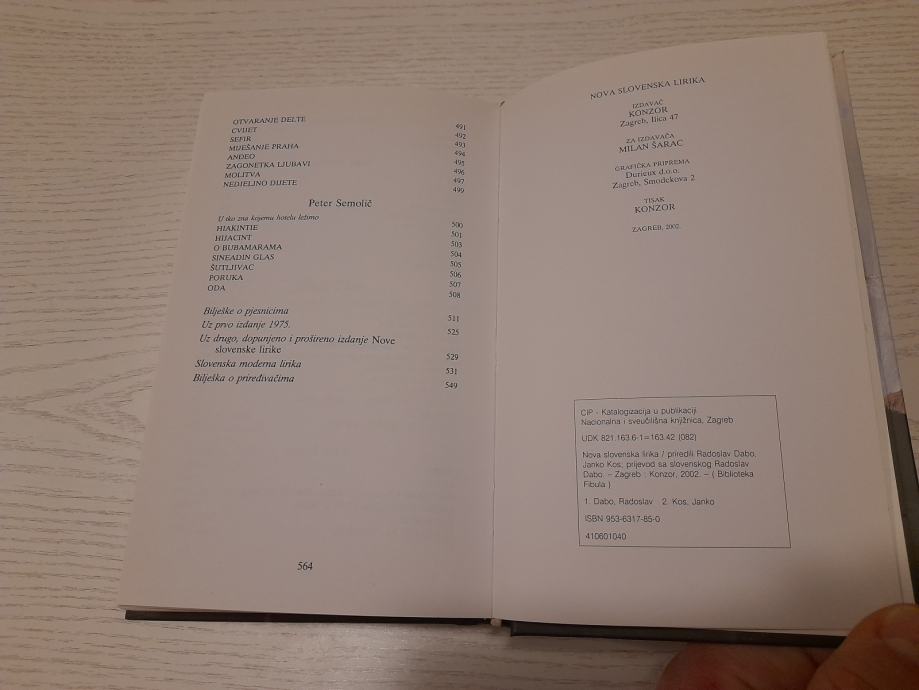 OTVARANJE DELTE 491
CVIJET 492
SEFIR 493
MIJEŠANJE PRAHA 494
ANĐEO 495
ZAGONETKA LJUBAVI 496
MOLITVA 497
NEDJELJNO DIJETE 499
Peter Semolič
U tko zna kojemu hotelu ležimo 500
HIAKINTIE 501
HIJACINT 503
O BUBAMARAMA 504
SINEADIN GLAS 505
ŠUTLJIVAC 506
PORUKA 507
ODA 508
Bilješke o pjesnicima 511
Uz prvo izdanje 1975. 525
Uz drugo, dopunjeno i prošireno izdanje Nove
slovenske lirike 529
Slovenska moderna lirika 531
Bilješka o priređivačima 549
564
NOVA SLOVENSKA LIRIKA
IZDAVAČ
KONZOR
Zagreb, Ilica 47
ZA IZDAVAČA
MILAN ŠARAC
GRAFIČKA PRIPREMA
Durieux d.o.o.
Zagreb, Smodekova 2
TISAK
KONZOR
ZAGREB, 2002.
CIP - Katalogizacija u publikaciji
Nacionalna i sveučilišna knjižnica, Zagreb
UDK 821.163.6-1=163.42 (082)
Nova slovenska lirika / priredili Radoslav Dabo,
Janko Kos; prijevod sa slovenskog Radoslav
Dabo. – Zagreb : Konzor, 2002. – ( Biblioteka
Fibula )
1. Dabo, Radoslav 2. Kos, Janko
ISBN 953-6317-85-0
410601040